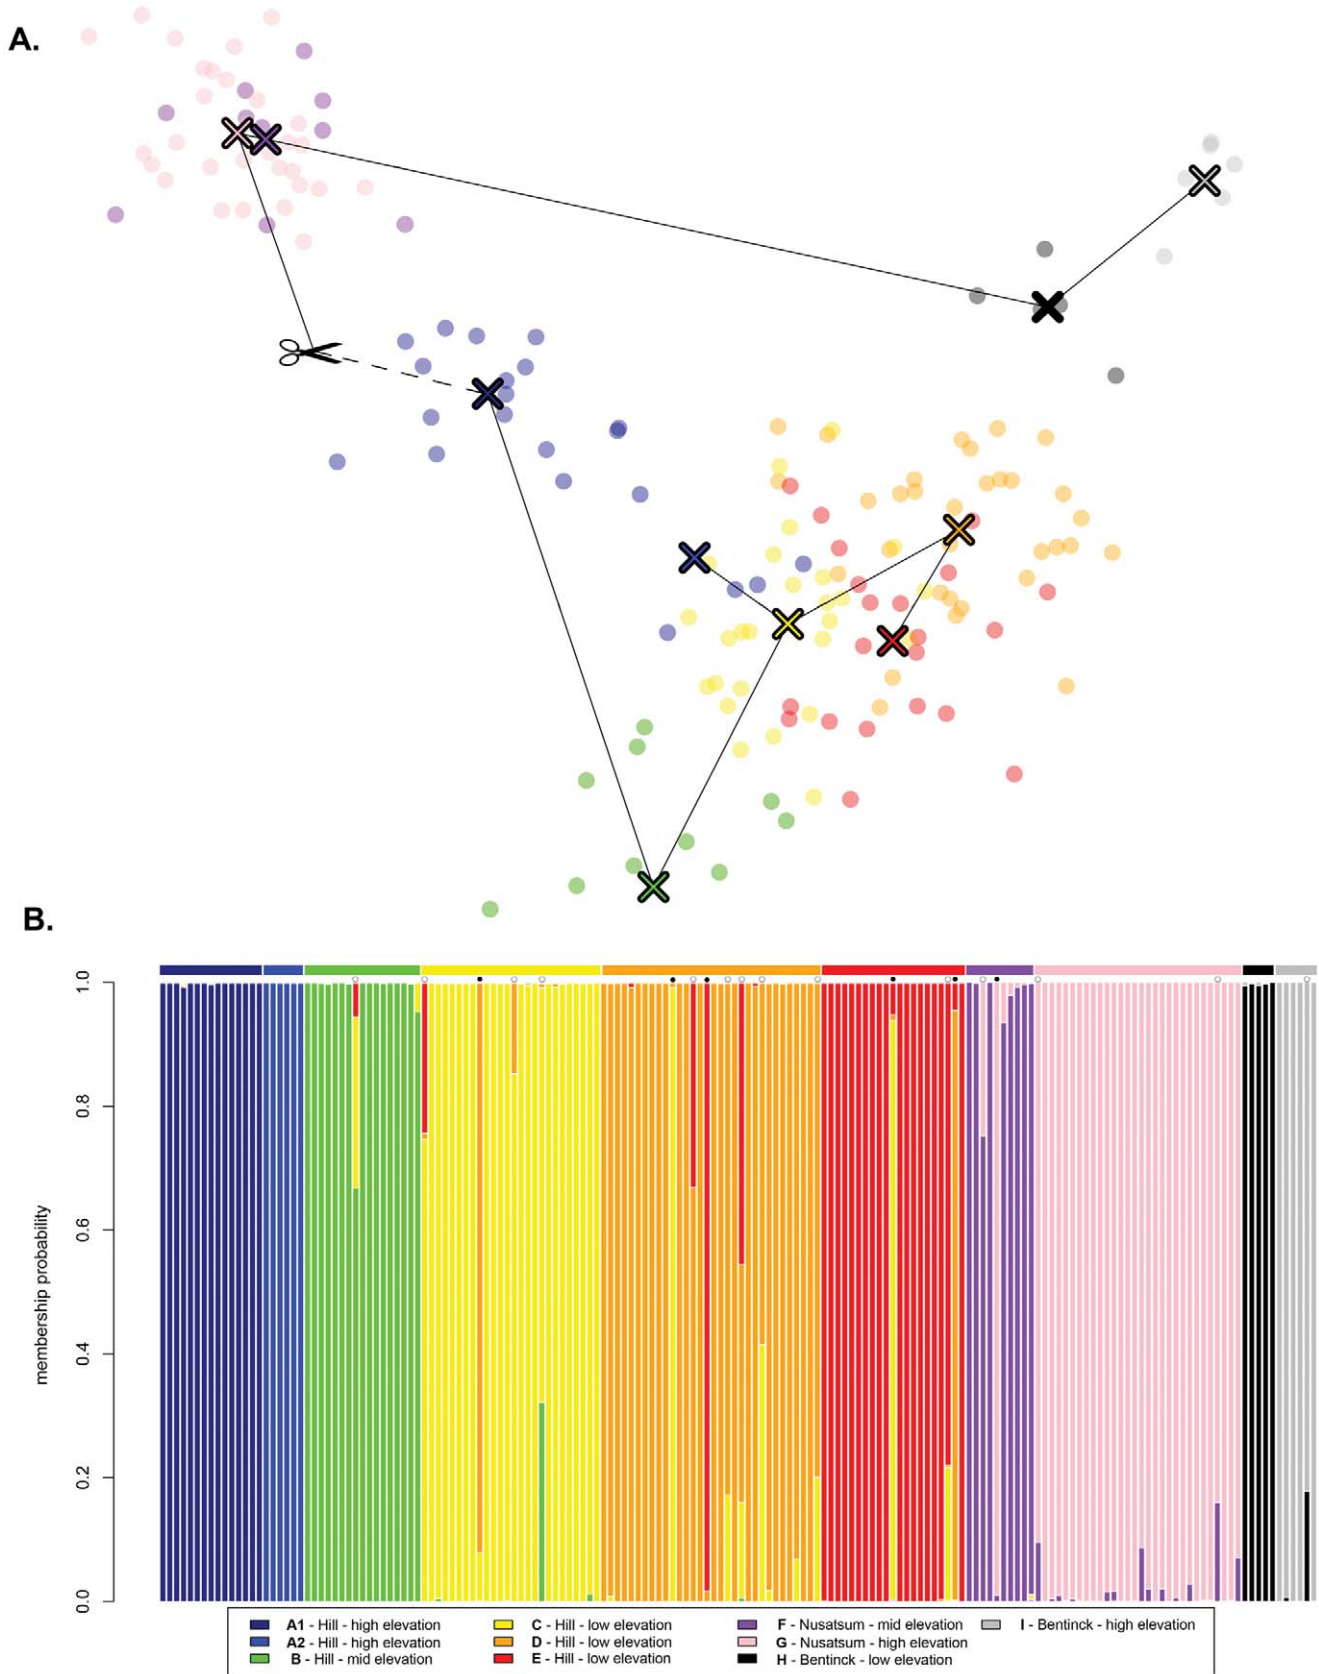 A.
B.
1.0
0.8
0.6
0.4
0.2
0.0
membership probability
A1 - Hill - high elevation
A2 - Hill - high elevation
B - Hill - mid elevation
C - Hill - low elevation
D - Hill - low elevation
E - Hill - low elevation
F - Nusatsum - mid elevation
G - Nusatsum - high elevation
H - Bentinck - low elevation
I - Bentinck - high elevation